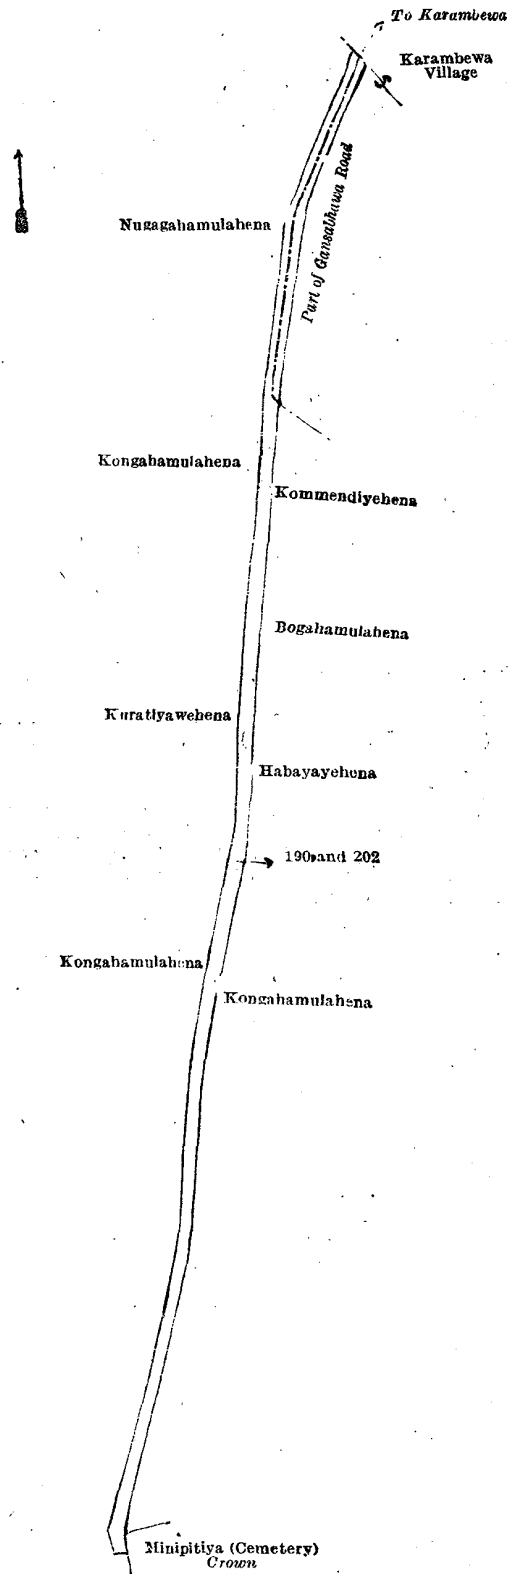 To Karambewa
Karambewa
Village
Part of Gansabhawa Road
Nugagahamulahena
Kongahamulahena
Kommendiyehena
Bogahamulahena
Kuratiyawehena
Habayayehena
190 and 202
Kongahamulahena
Kongahamulahena
Minipitiya (Cemetery)
Crown